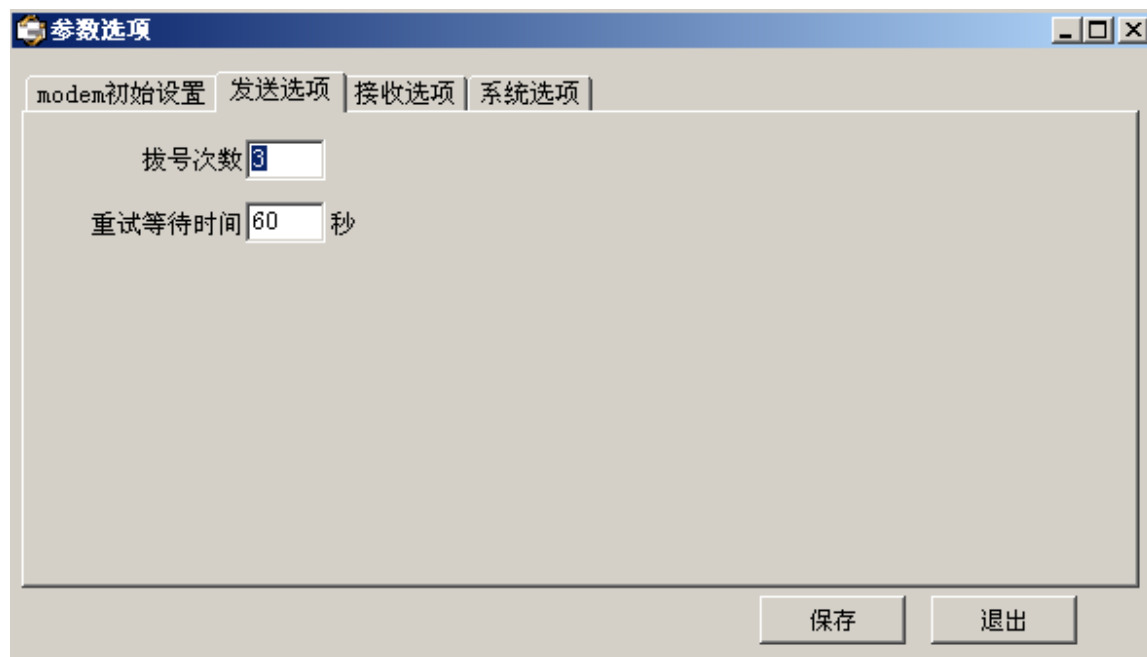 参数选项
modem初始设置 发送选项 接收选项 系统选项
拨号次数 3
重试等待时间 60 秒
保存 退出